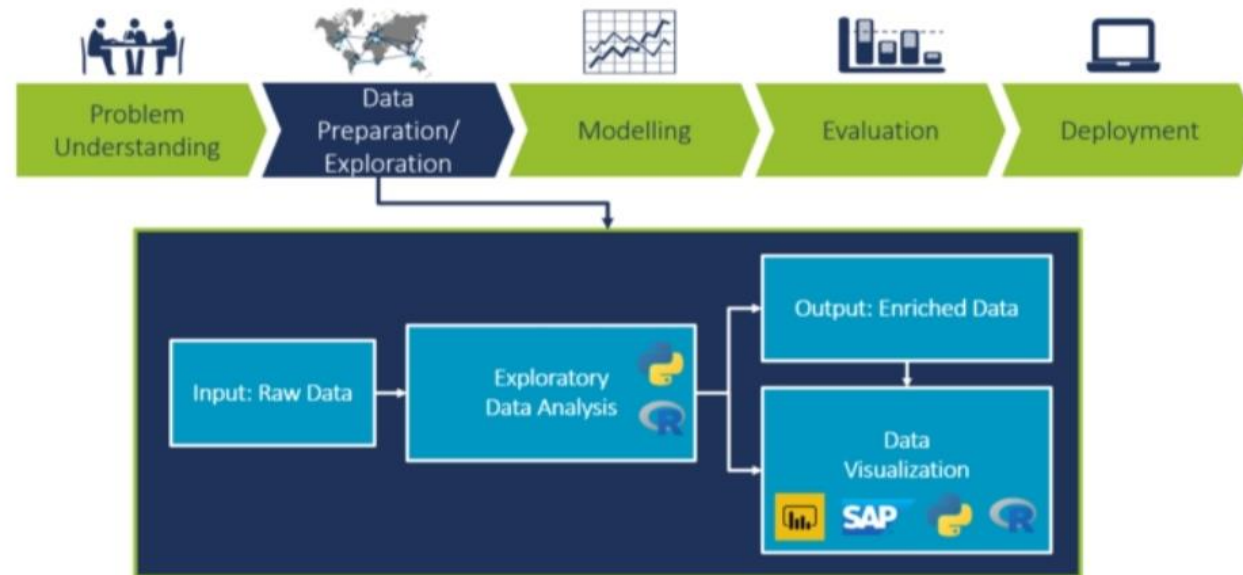 Problem
Understanding
Data
Preparation/
Exploration
Modelling
Evaluation
Deployment
Input: Raw Data
Exploratory
Data Analysis
R
Output: Enriched Data
Data
Visualization
SAP
R